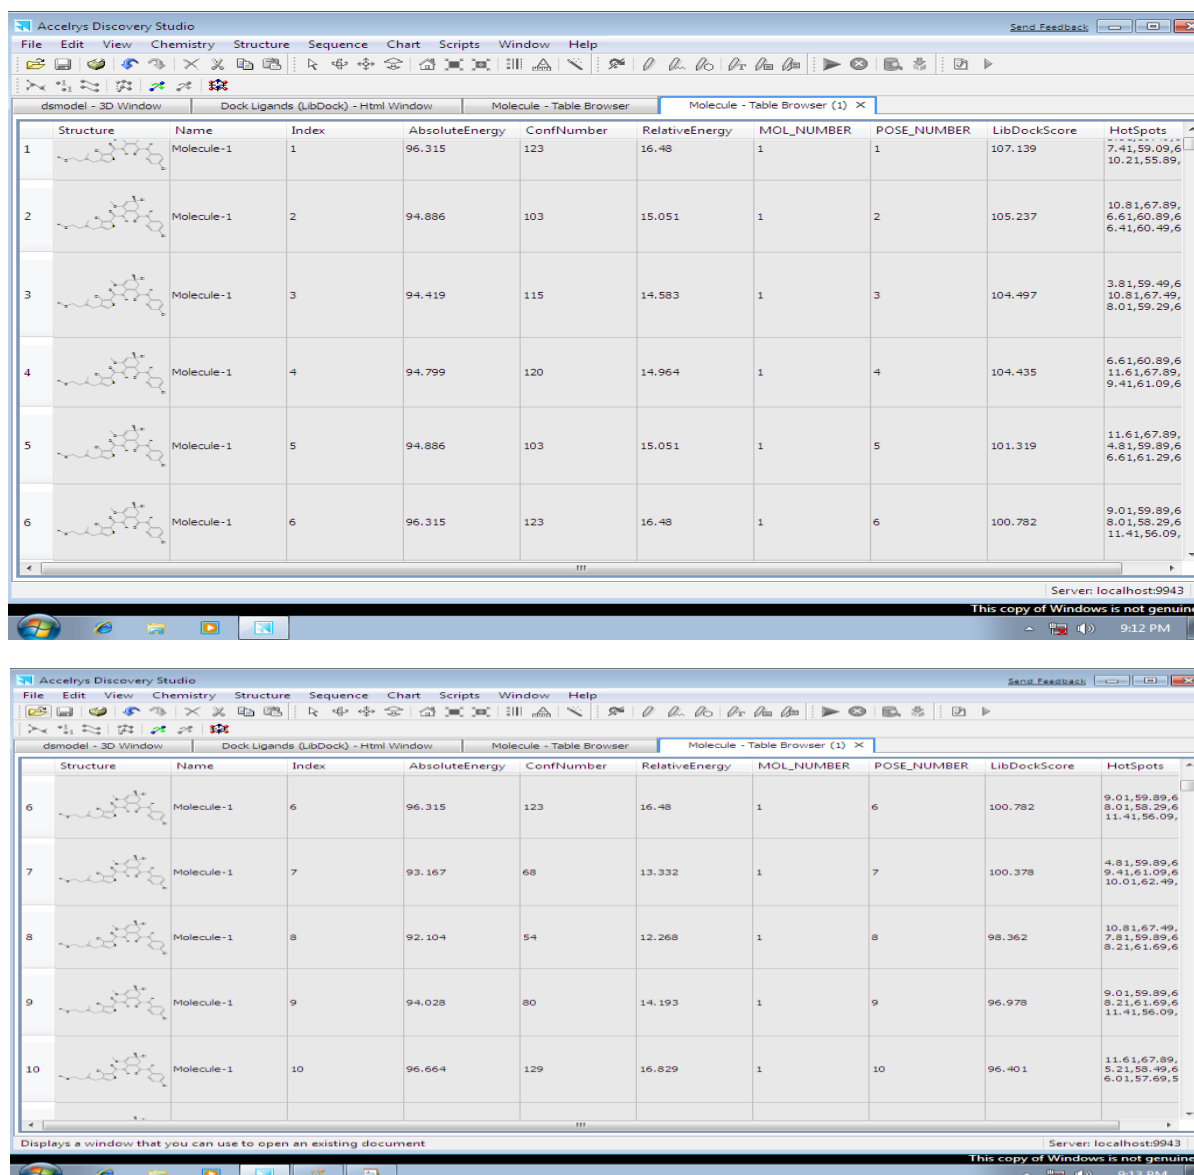 Accelrys Discovery Studio Send Feedback
File Edit View Chemistry Structure Sequence Chart Scripts Window Help
dsmodel - 3D Window Dock Ligands (LibDock) - Html Window Molecule - Table Browser Molecule - Table Browser (1)
Structure Name Index AbsoluteEnergy ConfNumber RelativeEnergy MOL_NUMBER POSE_NUMBER LibDockScore HotSpots
1 Molecule-1 1 96.315 123 16.48 1 1 107.139 7.41,59.09,6
10.21,55.89,
10.81,67.89,
2 Molecule-1 2 94.886 103 15.051 1 2 105.237 6.61,60.89,6
6.41,60.49,6
3.81,59.49,6
3 Molecule-1 3 94.419 115 14.583 1 3 104.497 10.81,67.49,
8.01,59.29,6
6.61,60.89,6
4 Molecule-1 4 94.799 120 14.964 1 4 104.435 11.61,67.89,
9.41,61.09,6
11.61,67.89,
5 Molecule-1 5 94.886 103 15.051 1 5 101.319 4.81,59.89,6
6.61,61.29,6
9.01,59.89,6
6 Molecule-1 6 96.315 123 16.48 1 6 100.782 8.01,58.29,6
11.41,56.09,
Server: localhost:9943
This copy of Windows is not genuine
9:12 PM
Accelrys Discovery Studio Send Feedback
File Edit View Chemistry Structure Sequence Chart Scripts Window Help
dsmodel - 3D Window Dock Ligands (LibDock) - Html Window Molecule - Table Browser Molecule - Table Browser (1)
Structure Name Index AbsoluteEnergy ConfNumber RelativeEnergy MOL_NUMBER POSE_NUMBER LibDockScore HotSpots
9.01,59.89,6
6 Molecule-1 6 96.315 123 16.48 1 6 100.782 8.01,58.29,6
11.41,56.09,
4.81,59.89,6
7 Molecule-1 7 93.167 68 13.332 1 7 100.378 9.41,61.09,6
10.01,62.49,
10.81,67.49,
8 Molecule-1 8 92.104 54 12.268 1 8 98.362 7.81,59.89,6
8.21,61.69,6
9.01,59.89,6
9 Molecule-1 9 94.028 80 14.193 1 9 96.978 8.21,61.69,6
11.41,56.09,
11.61,67.89,
10 Molecule-1 10 96.664 129 16.829 1 10 96.401 5.21,58.49,6
6.01,57.69,5
Displays a window that you can use to open an existing document Server: localhost:9943
This copy of Windows is not genuine
9:13 PM